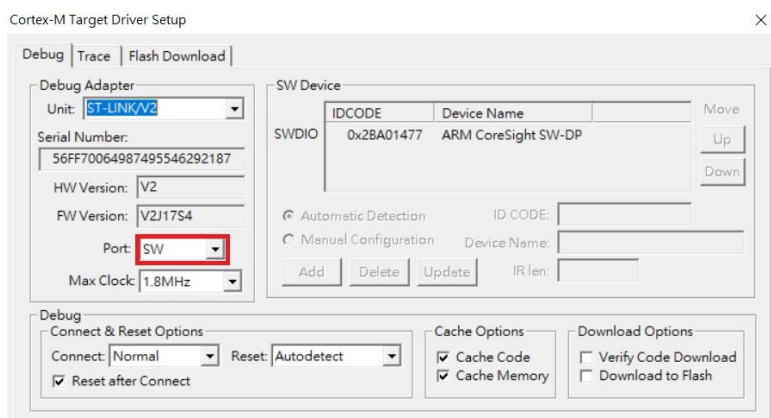 Cortex-M Target Driver Setup
Debug Trace Flash Download
Debug Adapter
Unit: ST-LINK/V2
Serial Number:
56FF70064987495546292187
HW Version: V2
FW Version: V2J17S4
Port: SW
Max Clock: 1.8MHz
SW Device
IDCODE Device Name Move
SWDIO 0x2BA01477 ARM CoreSight SW-DP Up
Down
Automatic Detection ID CODE:
Manual Configuration Device Name:
Add Delete Update IR len:
Debug
Connect & Reset Options
Connect: Normal Reset: Autodetect
Reset after Connect
Cache Options
Cache Code
Cache Memory
Download Options
Verify Code Download
Download to Flash